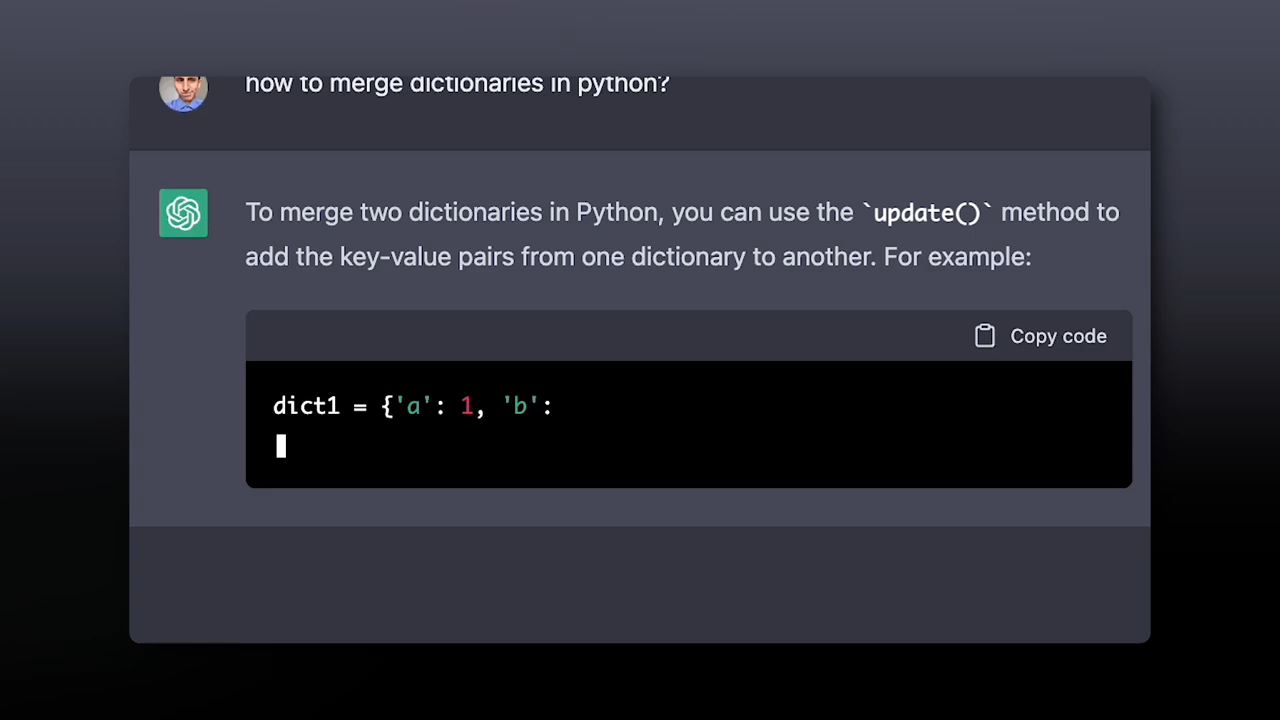 how to merge dictionaries in python?
To merge two dictionaries in Python, you can use the `update()` method to
add the key-value pairs from one dictionary to another. For example:
Copy code
dict1 = {'a': 1, 'b':